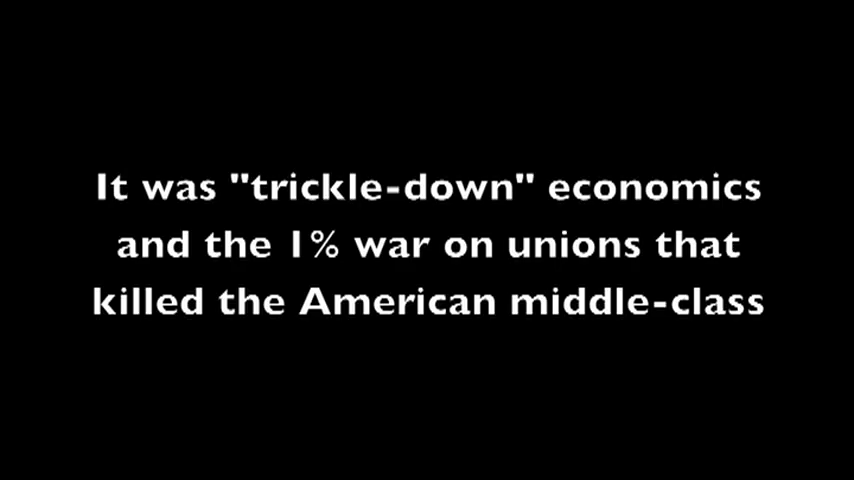 It was "trickle-down" economics
and the 1% war on unions that
killed the American middle-class